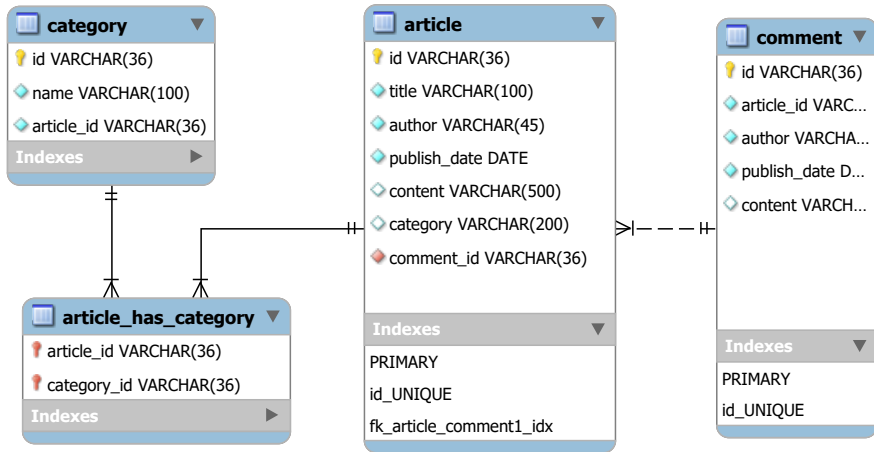 category
id VARCHAR(36)
name VARCHAR(100)
article_id VARCHAR(36)
Indexes
article_has_category
article_id VARCHAR(36)
category_id VARCHAR(36)
Indexes
article
id VARCHAR(36)
title VARCHAR(100)
author VARCHAR(45)
publish_date DATE
content VARCHAR(500)
category VARCHAR(200)
comment_id VARCHAR(36)
Indexes
PRIMARY
id_UNIQUE
fk_article_comment1_idx
comment
id VARCHAR(36)
article_id VARC...
author VARCHA...
publish_date D...
content VARCH...
Indexes
PRIMARY
id_UNIQUE